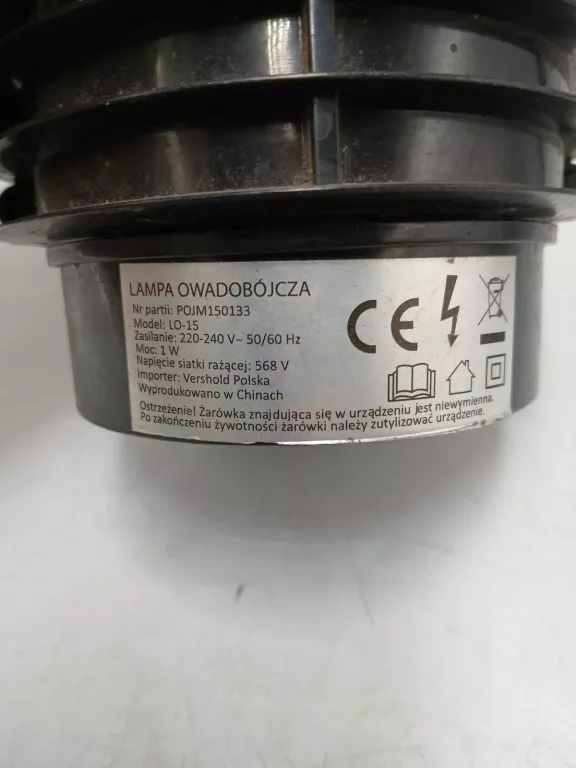 LAMPA OWADOBÓJCZA
Nr partii: POJM150133
Model: LO-15
Zasilanie: 220-240 V~ 50/60 Hz
Moc: 1 W
Napięcie siatki rażącej: 568 V
Importer: Vershold Polska
Wyprodukowano w Chinach
CE
Ostrzeżenie! Żarówka znajdująca się w urządzeniu jest niewymienna.
Po zakończeniu żywotności żarówki należy zutylizować urządzenie.